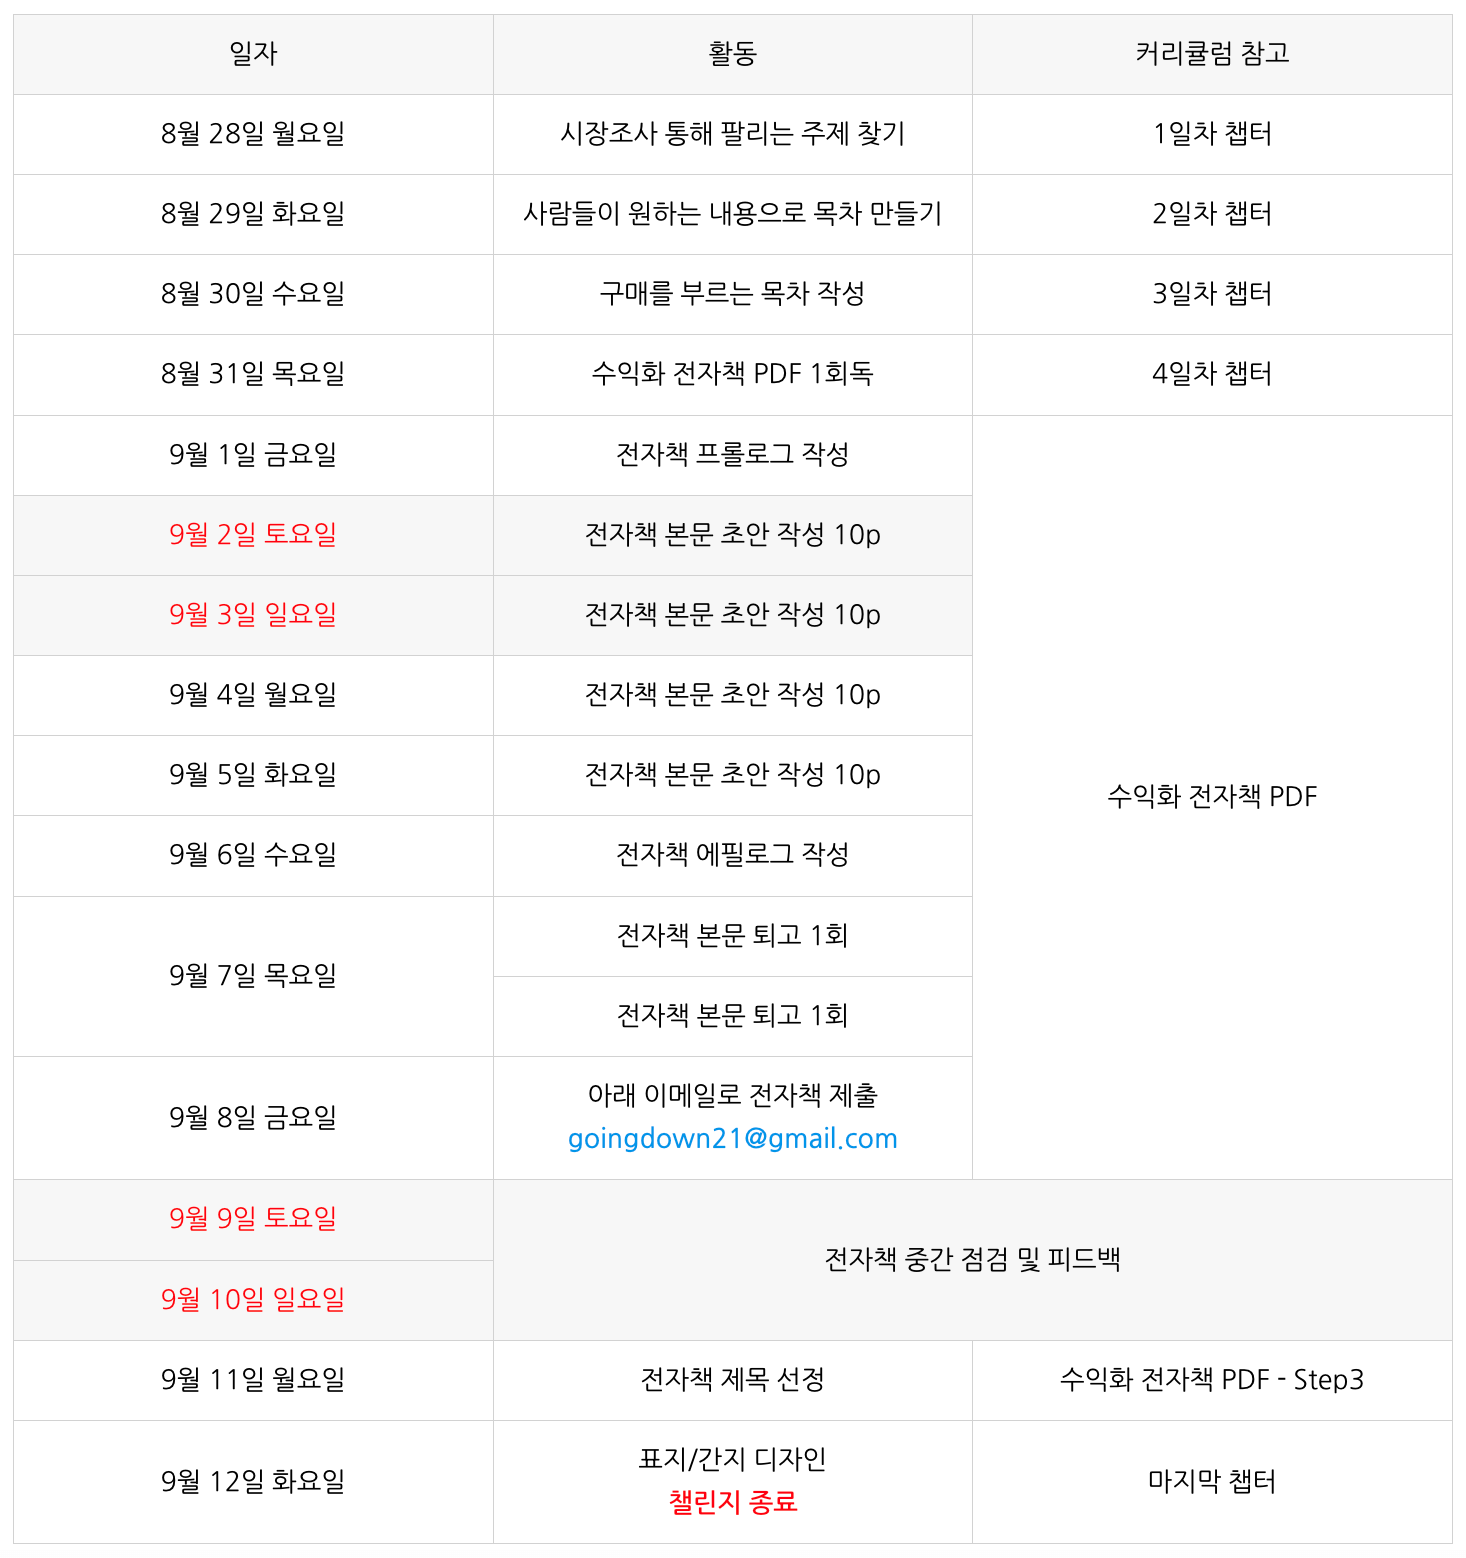 일자 활동 커리큘럼 참고
8월 28일 월요일 시장조사 통해 팔리는 주제 찾기 1일차 챕터
8월 29일 화요일 사람들이 원하는 내용으로 목차 만들기 2일차 챕터
8월 30일 수요일 구매를 부르는 목차 작성 3일차 챕터
8월 31일 목요일 수익화 전자책 PDF 1회독 4일차 챕터
9월 1일 금요일 전자책 프롤로그 작성
9월 2일 토요일 전자책 본문 초안 작성 10p
9월 3일 일요일 전자책 본문 초안 작성 10p
9월 4일 월요일 전자책 본문 초안 작성 10p
9월 5일 화요일 전자책 본문 초안 작성 10p
수익화 전자책 PDF
9월 6일 수요일 전자책 에필로그 작성
9월 7일 목요일 전자책 본문 퇴고 1회
전자책 본문 퇴고 1회
9월 8일 금요일 아래 이메일로 전자책 제출
goingdown21@gmail.com
9월 9일 토요일 전자책 중간 점검 및 피드백
9월 10일 일요일
9월 11일 월요일 전자책 제목 선정 수익화 전자책 PDF - Step3
9월 12일 화요일 표지/간지 디자인 마지막 챕터
챌린지 종료